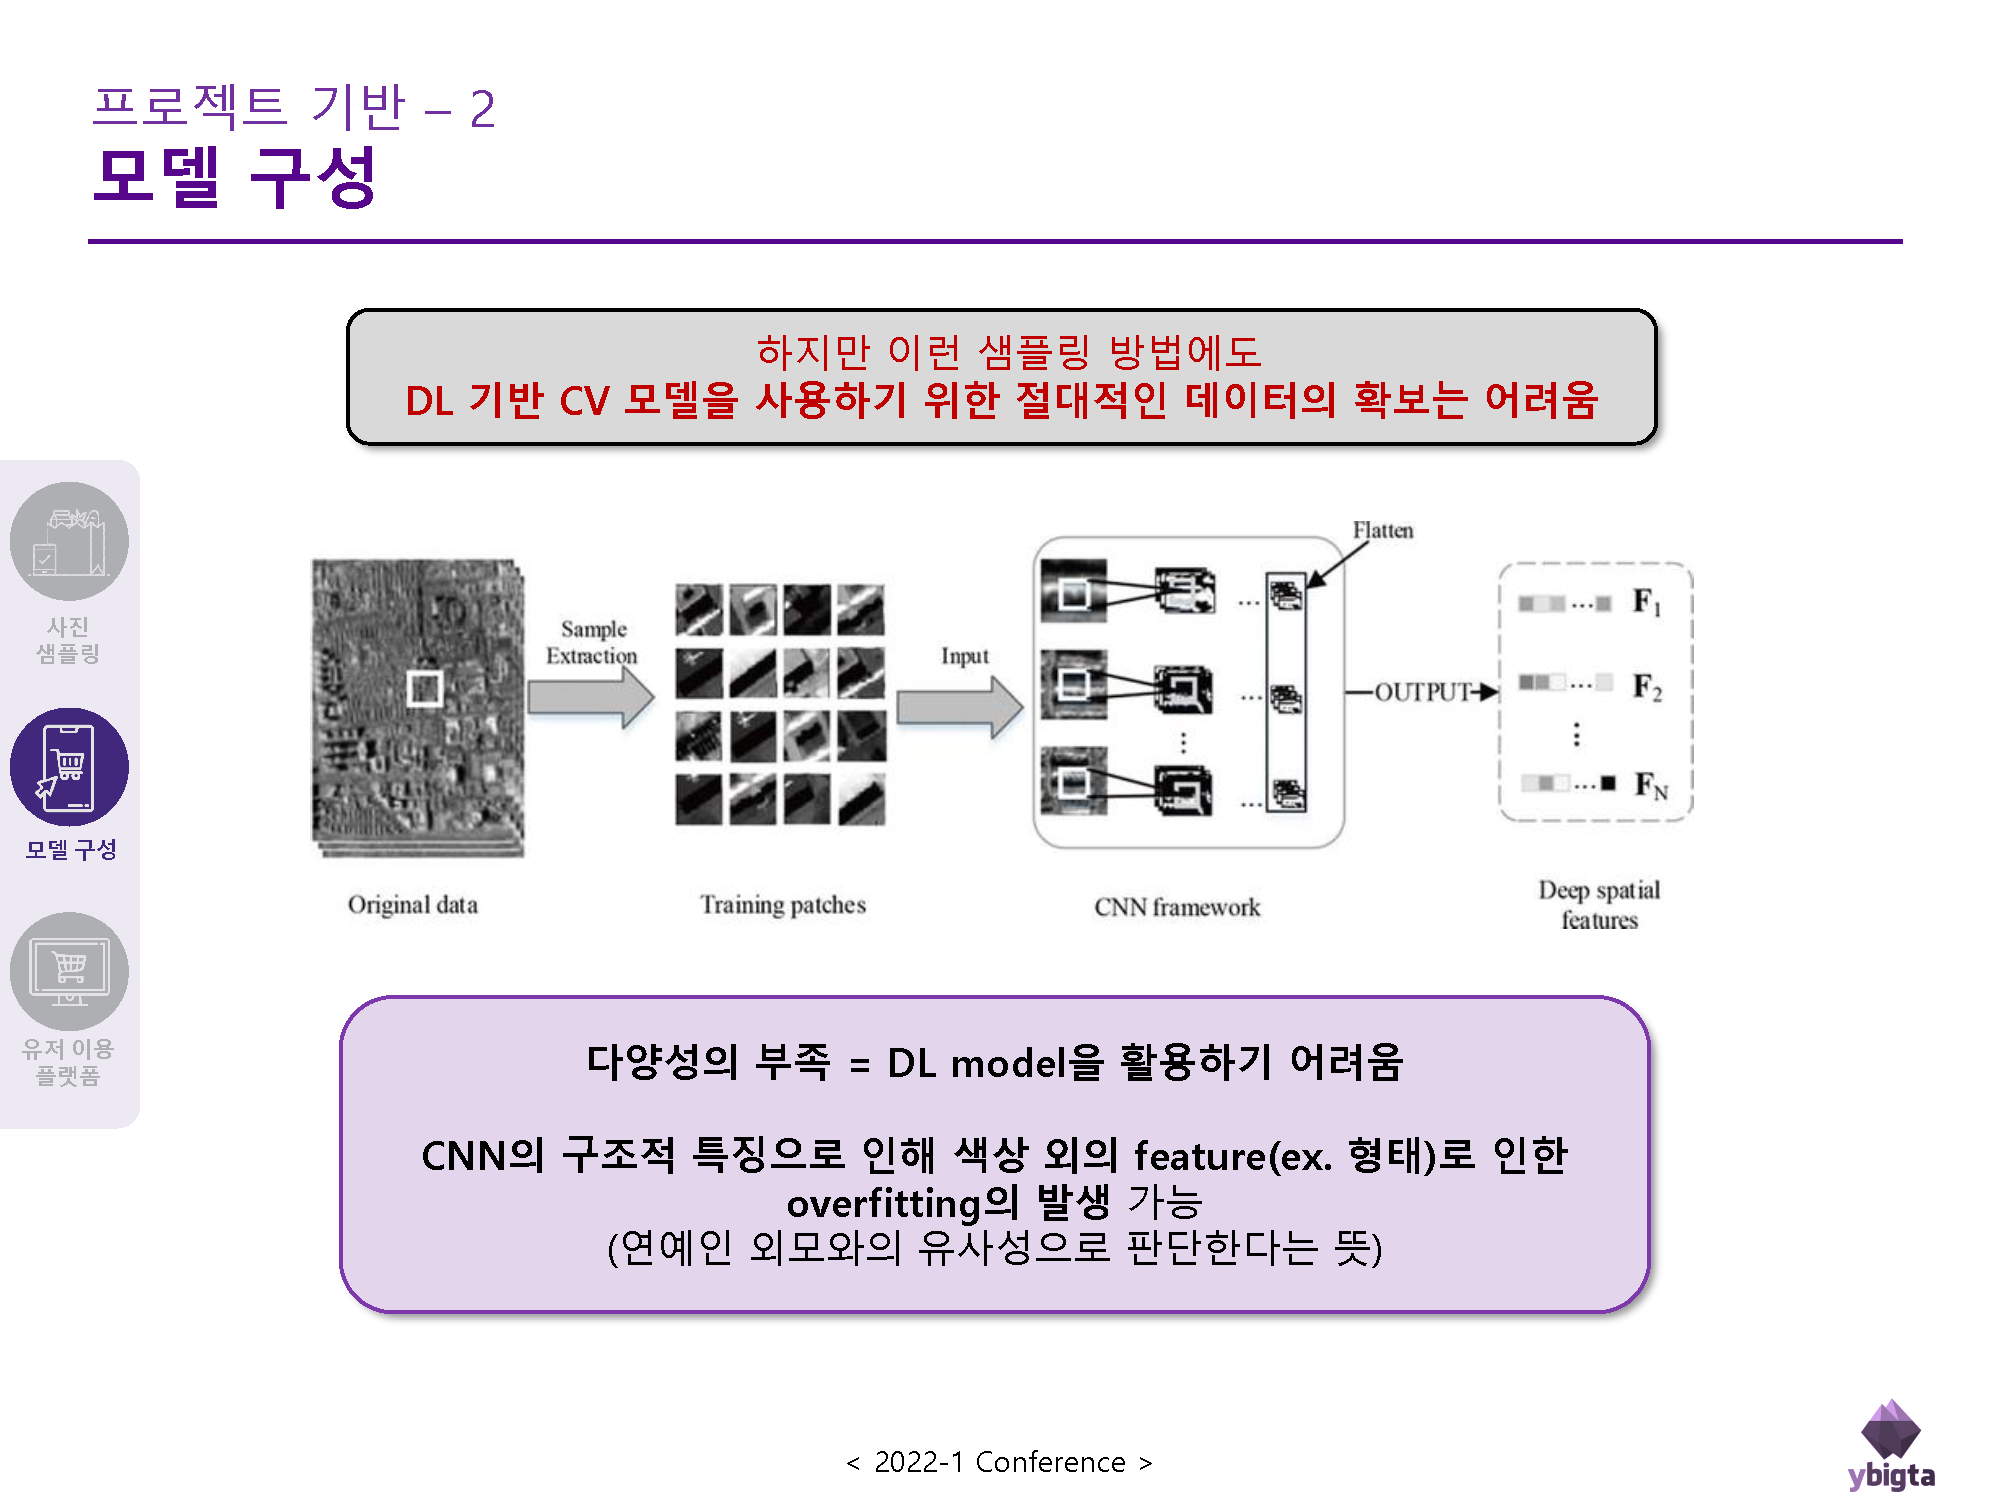 프로젝트 기반 – 2
모델 구성
하지만 이런 샘플링 방법에도
DL 기반 CV 모델을 사용하기 위한 절대적인 데이터의 확보는 어려움
사진
샘플링
모델 구성
유저 이용
플랫폼
Sample
Extraction
Input
Flatten
OUTPUT
F1
F2
FN
Original data
Training patches
CNN framework
Deep spatial
features
다양성의 부족 = DL model을 활용하기 어려움
CNN의 구조적 특징으로 인해 색상 외의 feature(ex. 형태)로 인한
overfitting의 발생 가능
(연예인 외모와의 유사성으로 판단한다는 뜻)
< 2022-1 Conference >
ybigta